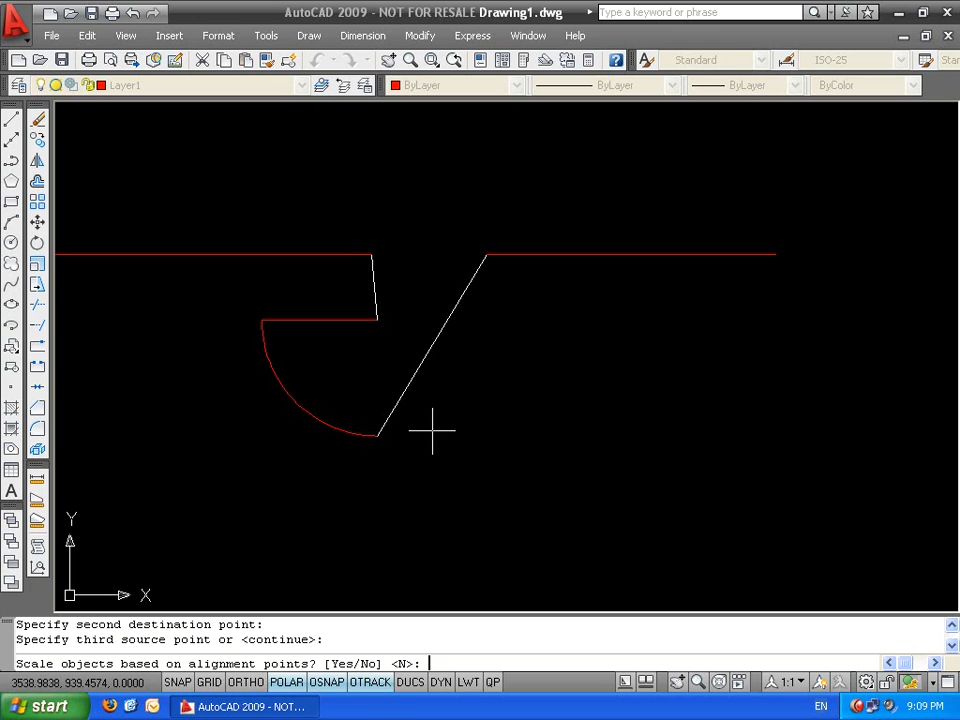 AutoCAD 2009 - NOT FOR RESALE Drawing1.dwg
Type a keyword or phrase
File Edit View Insert Format Tools Draw Dimension Modify Express Window Help
Standard ISO-25 Star
Layer1 ByLayer ByLayer ByLayer ByColor
A
Y
X
Specify second destination point:
Specify third source point or <continue>:
Scale objects based on alignment points? [Yes/No] <N>:
3538.9838, 939.4574, 0.0000 SNAP GRID ORTHO POLAR OSNAP OTRACK DUCS DYN LWT QP 1:1
start AutoCAD 2009 - NOT... EN 9:09 PM